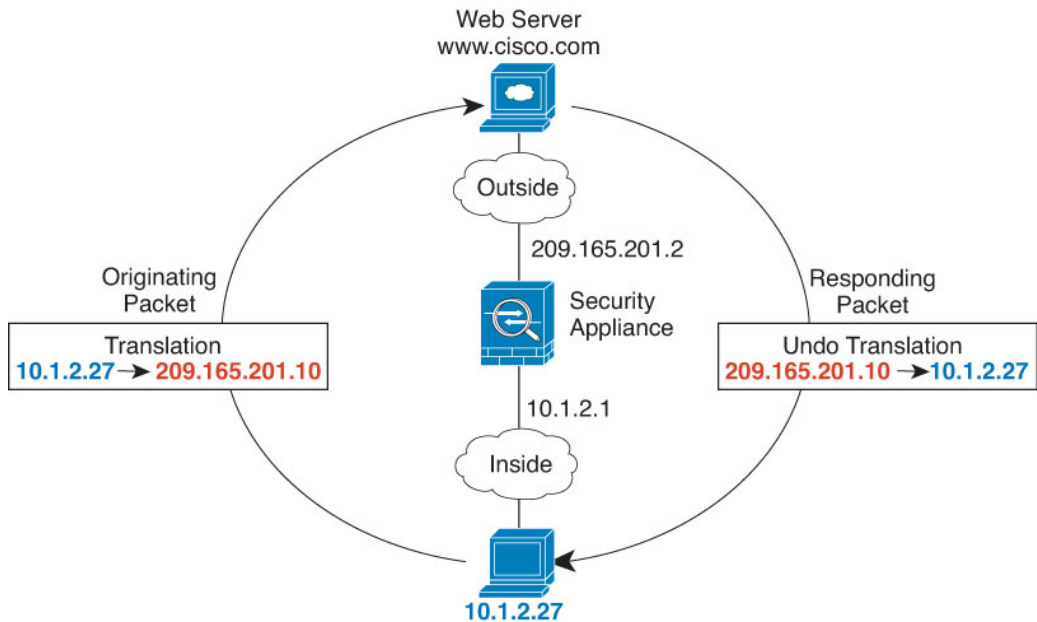 Web Server
www.cisco.com
Outside
209.165.201.2
Originating
Packet
Translation
10.1.2.27 → 209.165.201.10
Security
Appliance
Responding
Packet
Undo Translation
209.165.201.10 → 10.1.2.27
10.1.2.1
Inside
10.1.2.27